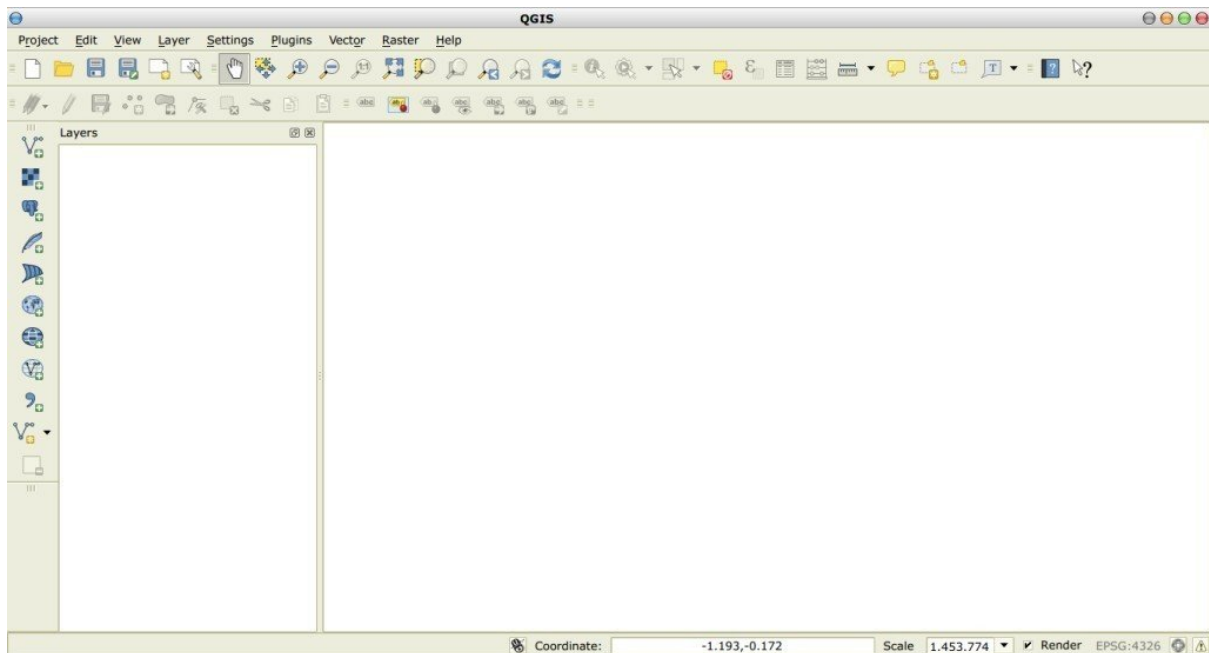 QGIS
Project Edit View Layer Settings Plugins Vector Raster Help
T ?
abc
Layers
Coordinate: -1.193,-0.172 Scale 1.453.774 Render EPSG:4326